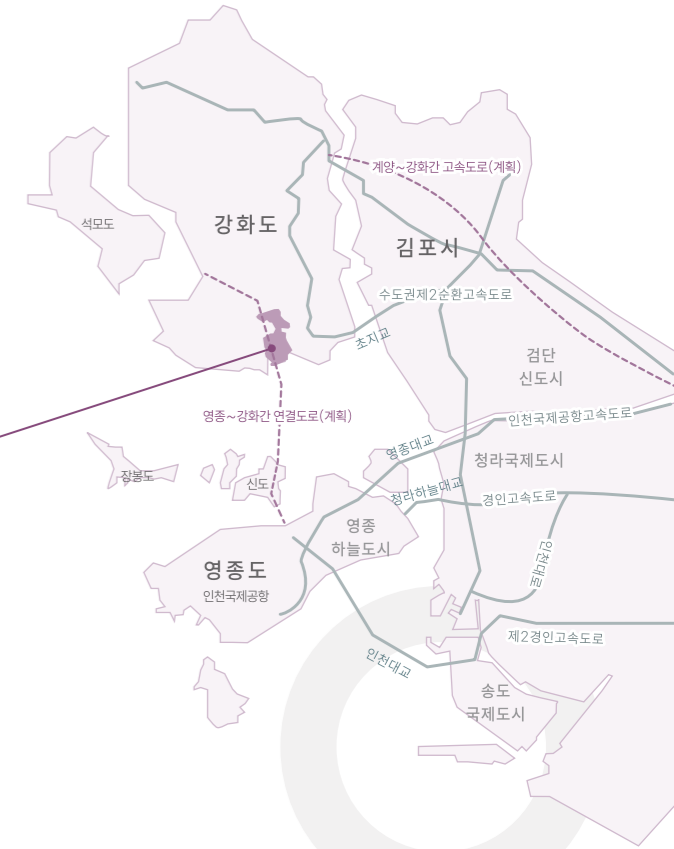 계양~강화간 고속도로(계획)
석모도
강화도
김포시
수도권제2순환고속도로
초지교
검단
신도시
영종~강화간 연결도로(계획)
인천국제공항고속도로
영종대교
청라국제도시
장봉도
신도
청라하늘대교
경인고속도로
영종
하늘도시
인천대로
영종도
인천국제공항
제2경인고속도로
인천대교
송도
국제도시